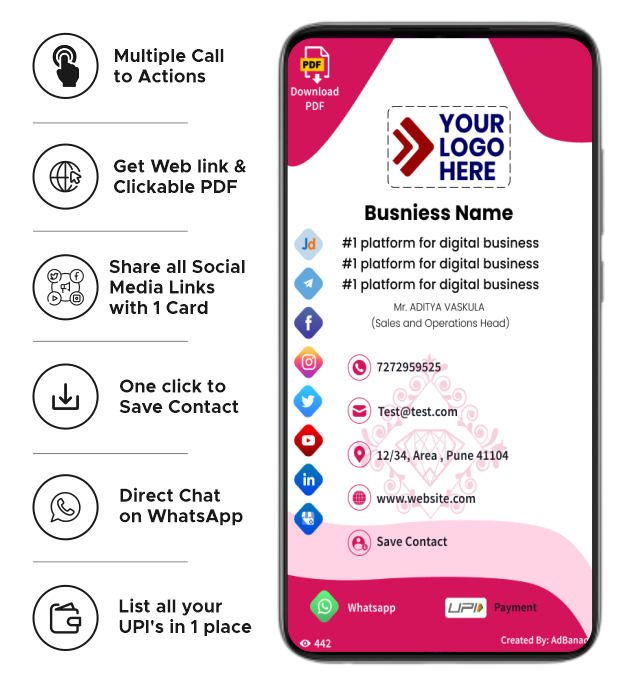 Multiple Call
to Actions
Get Web link &
Clickable PDF
Share all Social
Media Links
with 1 Card
One click to
Save Contact
Direct Chat
on WhatsApp
List all your
UPI's in 1 place
PDF
Download
PDF
YOUR
LOGO
HERE
Busniess Name
Jd
#1 platform for digital business
#1 platform for digital business
#1 platform for digital business
Mr. ADITYA VASKULA
(Sales and Operations Head)
f
7272959525
Test@test.com
12/34, Area , Pune 41104
in
www.website.com
Save Contact
Whatsapp
UPI
Payment
442
Created By: AdBanao